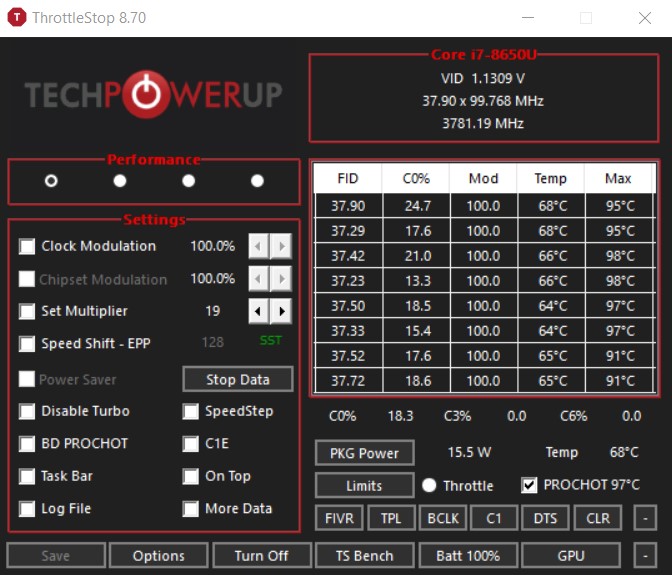 ThrottleStop 8.70
TECHPOWERUP
Core i7-8650U
VID 1.1309 V
37.90 x 99.768 MHz
3781.19 MHz
Performance
Settings
Clock Modulation 100.0%
Chipset Modulation 100.0%
Set Multiplier 19
Speed Shift - EPP 128 SST
Power Saver Stop Data
Disable Turbo SpeedStep
BD PROCHOT C1E
Task Bar On Top
Log File More Data
FID C0% Mod Temp Max
37.90 24.7 100.0 68°C 95°C
37.29 17.6 100.0 68°C 95°C
37.42 21.0 100.0 66°C 98°C
37.23 13.3 100.0 66°C 98°C
37.50 18.5 100.0 64°C 97°C
37.33 15.4 100.0 64°C 97°C
37.52 17.6 100.0 65°C 91°C
37.72 18.6 100.0 65°C 91°C
C0% 18.3 C3% 0.0 C6% 0.0
PKG Power 15.5 W Temp 68°C
Limits Throttle PROCHOT 97°C
FIVR TPL BCLK C1 DTS CLR -
Save Options Turn Off TS Bench Batt 100% GPU -